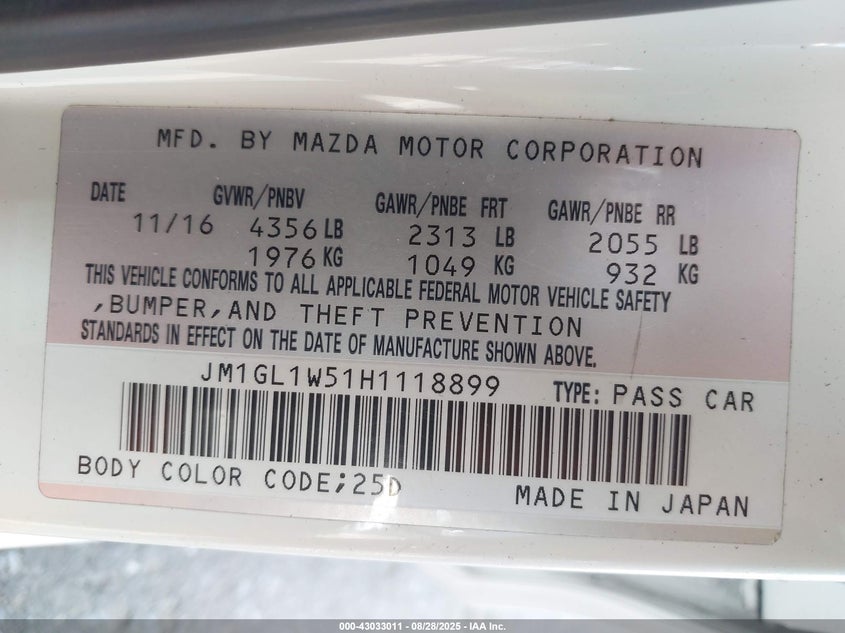 MFD. BY MAZDA MOTOR CORPORATION
DATE GVWR/PNBV GAWR/PNBE FRT GAWR/PNBE RR
11/16 4356 LB 2313 LB 2055 LB
1976 KG 1049 KG 932 KG
THIS VEHICLE CONFORMS TO ALL APPLICABLE FEDERAL MOTOR VEHICLE SAFETY
,BUMPER,AND THEFT PREVENTION
STANDARDS IN EFFECT ON THE DATE OF MANUFACTURE SHOWN ABOVE.
JM1GL1W51H1118899 TYPE: PASS CAR
BODY COLOR CODE;25D MADE IN JAPAN
000-43033011 - 08/28/2025 - IAA Inc.